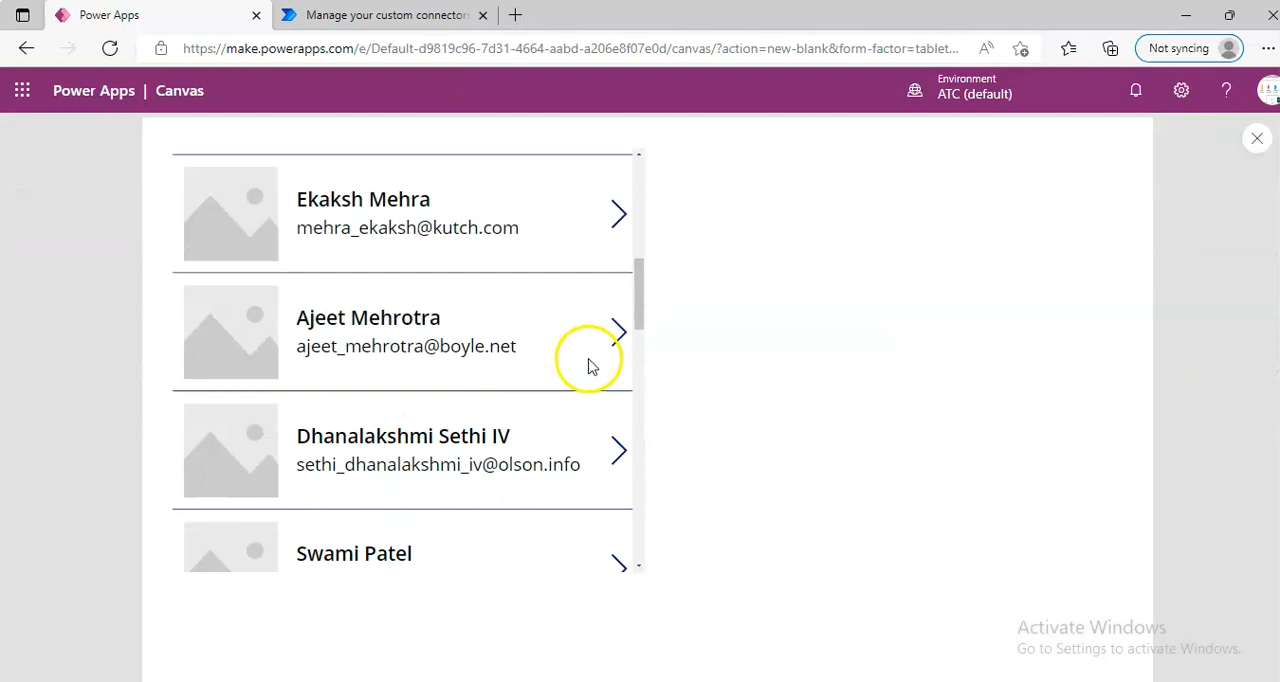 Power Apps
Manage your custom connectors
https://make.powerapps.com/e/Default-d9819c96-7d31-4664-aabd-a206e8f07e0d/canvas/?action=new-blank&form-factor=tablet...
Not syncing
Power Apps | Canvas
Environment
ATC (default)
Ekaksh Mehra
mehra_ekaksh@kutch.com
Ajeet Mehrotra
ajeet_mehrotra@boyle.net
Dhanalakshmi Sethi IV
sethi_dhanalakshmi_iv@olson.info
Swami Patel
Activate Windows
Go to Settings to activate Windows.